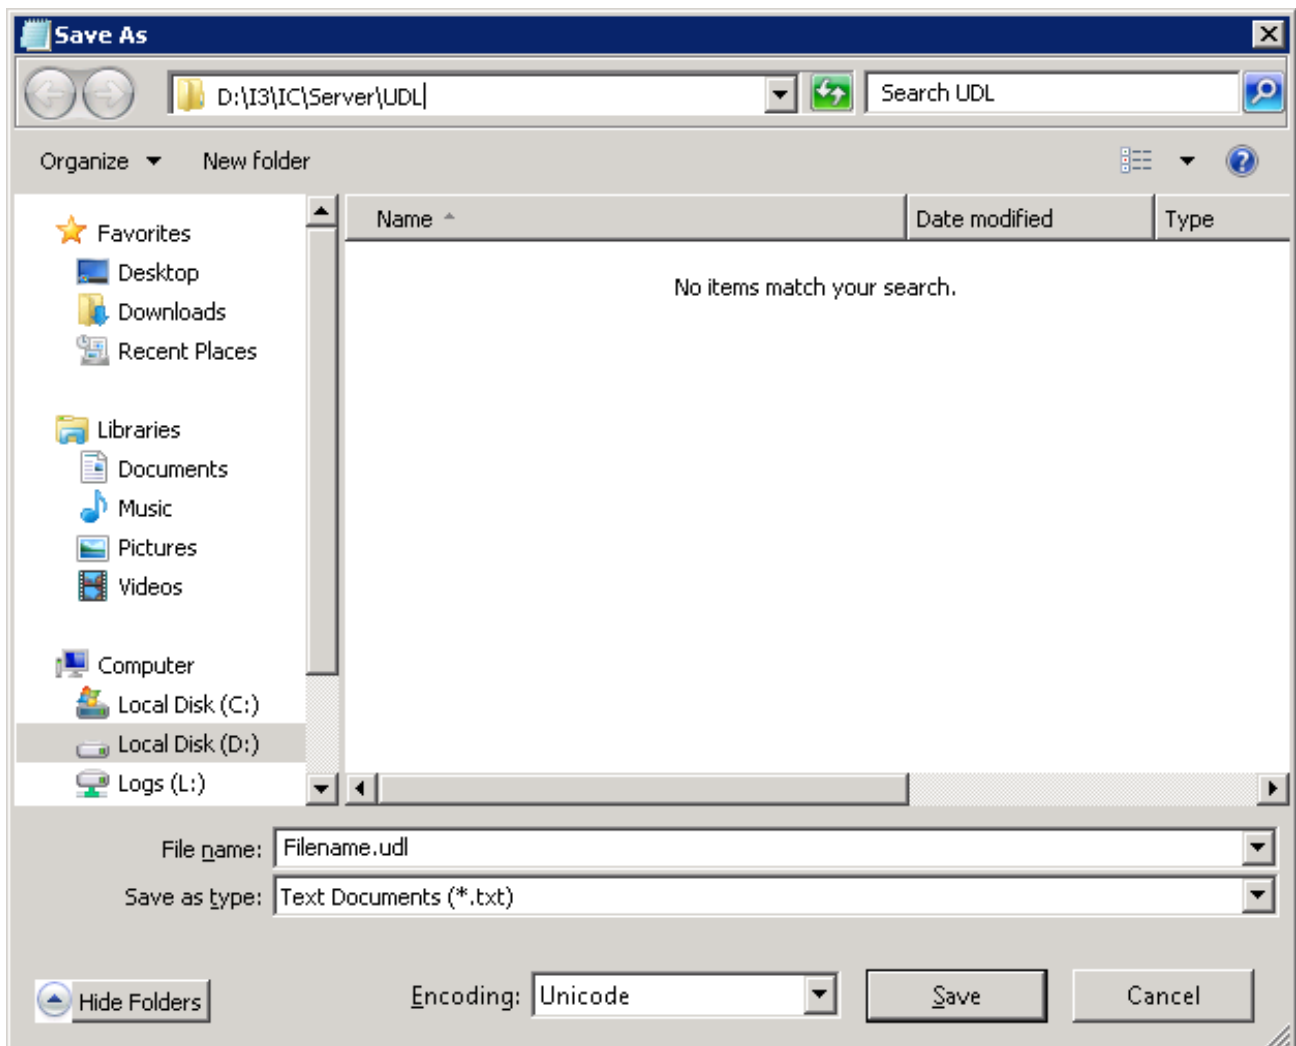 Save As
D:\I3\IC\Server\UDL
Search UDL
Organize
New folder
Name
Date modified
Type
Favorites
Desktop
Downloads
Recent Places
Libraries
Documents
Music
Pictures
Videos
Computer
Local Disk (C:)
Local Disk (D:)
Logs (L:)
No items match your search.
File name: Filename.udl
Save as type: Text Documents (*.txt)
Hide Folders
Encoding: Unicode
Save
Cancel